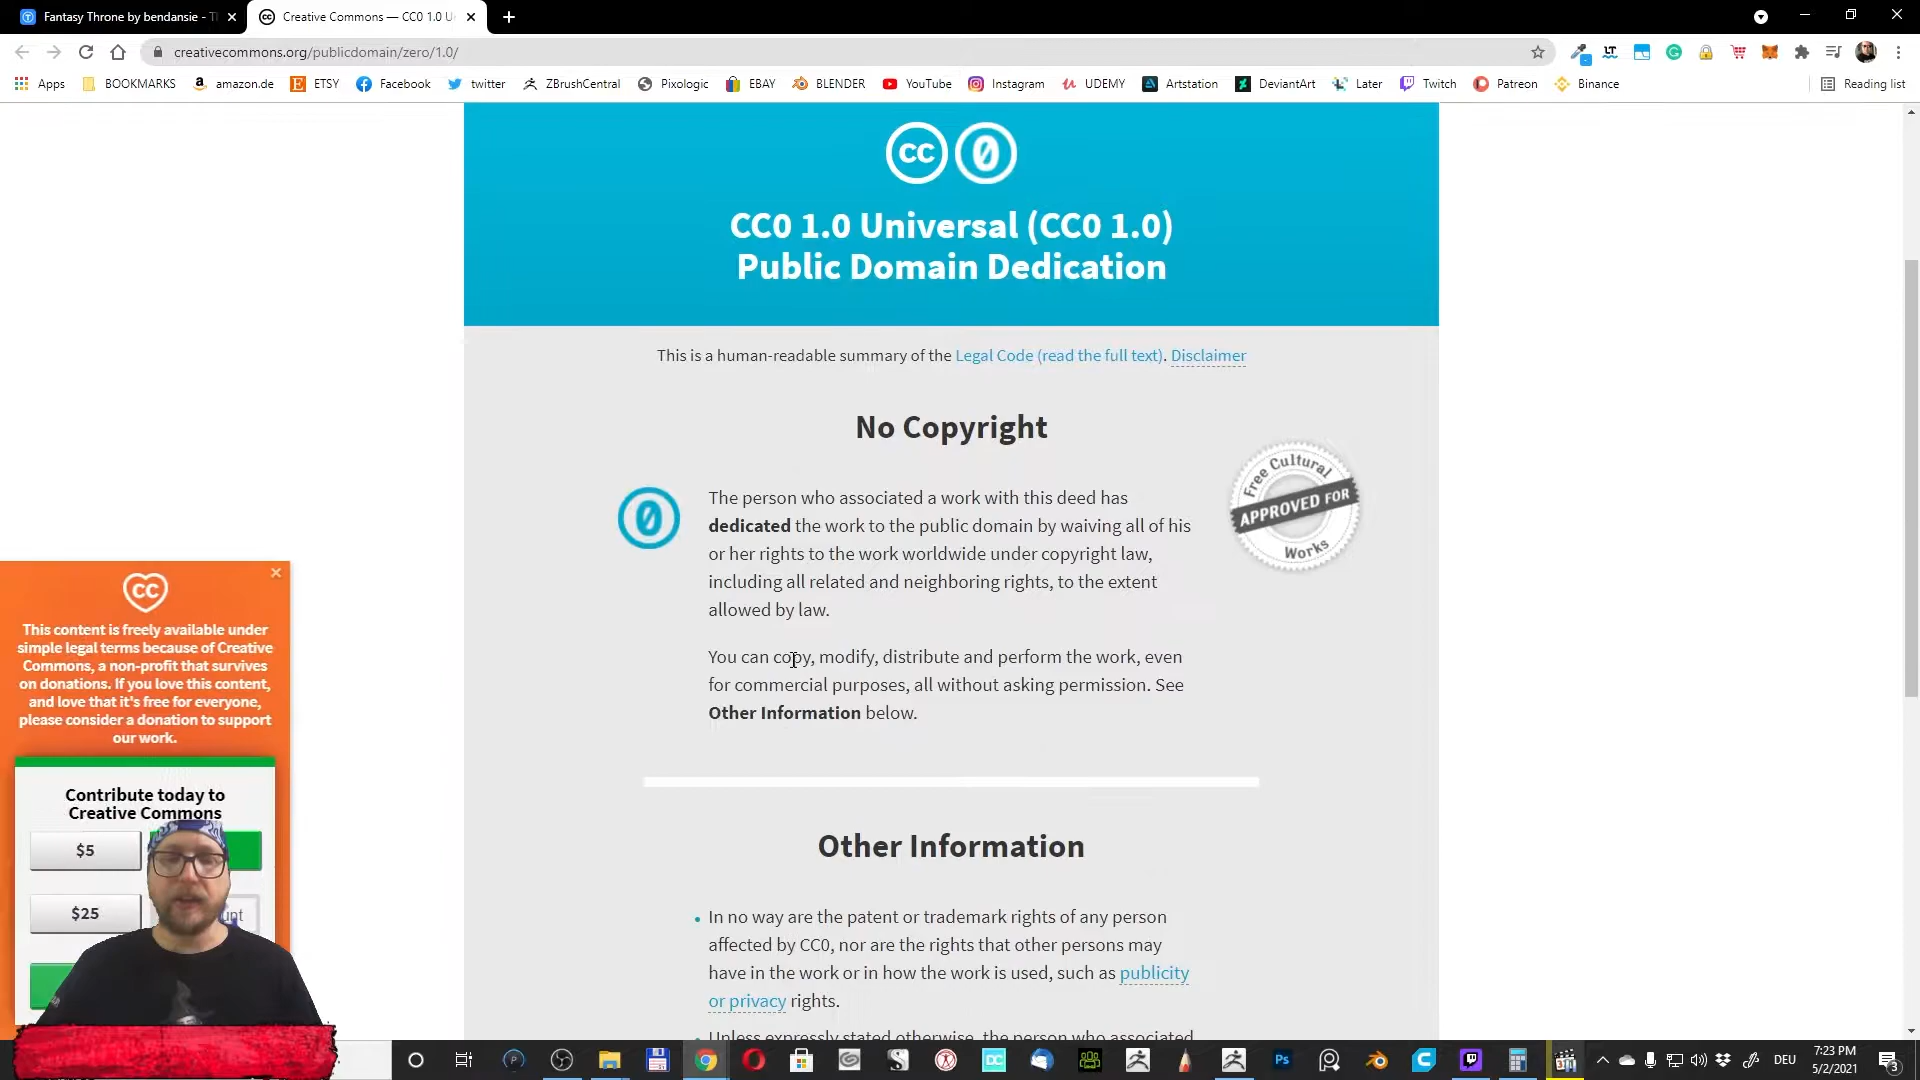 Fantasy Throne by bendansie - T
Creative Commons — CC0 1.0 U
creativecommons.org/publicdomain/zero/1.0/
Apps
BOOKMARKS
amazon.de
ETSY
Facebook
twitter
ZBrushCentral
Pixologic
EBAY
BLENDER
YouTube
Instagram
UDEMY
Artstation
DeviantArt
Later
Twitch
Patreon
Binance
Reading list
CC0 1.0 Universal (CC0 1.0)
Public Domain Dedication
This is a human-readable summary of the Legal Code (read the full text). Disclaimer
No Copyright
The person who associated a work with this deed has
dedicated the work to the public domain by waiving all of his
or her rights to the work worldwide under copyright law,
including all related and neighboring rights, to the extent
allowed by law.
You can copy, modify, distribute and perform the work, even
for commercial purposes, all without asking permission. See
Other Information below.
Free Cultural
APPROVED FOR
Works
Other Information
In no way are the patent or trademark rights of any person
affected by CC0, nor are the rights that other persons may
have in the work or in how the work is used, such as publicity
or privacy rights.
Unless expressly stated otherwise, the person who associated
cc
This content is freely available under
simple legal terms because of Creative
Commons, a non-profit that survives
on donations. If you love this content,
and love that it's free for everyone,
please consider a donation to support
our work.
Contribute today to
Creative Commons
$5
$25
DEU
7:23 PM
5/2/2021
3